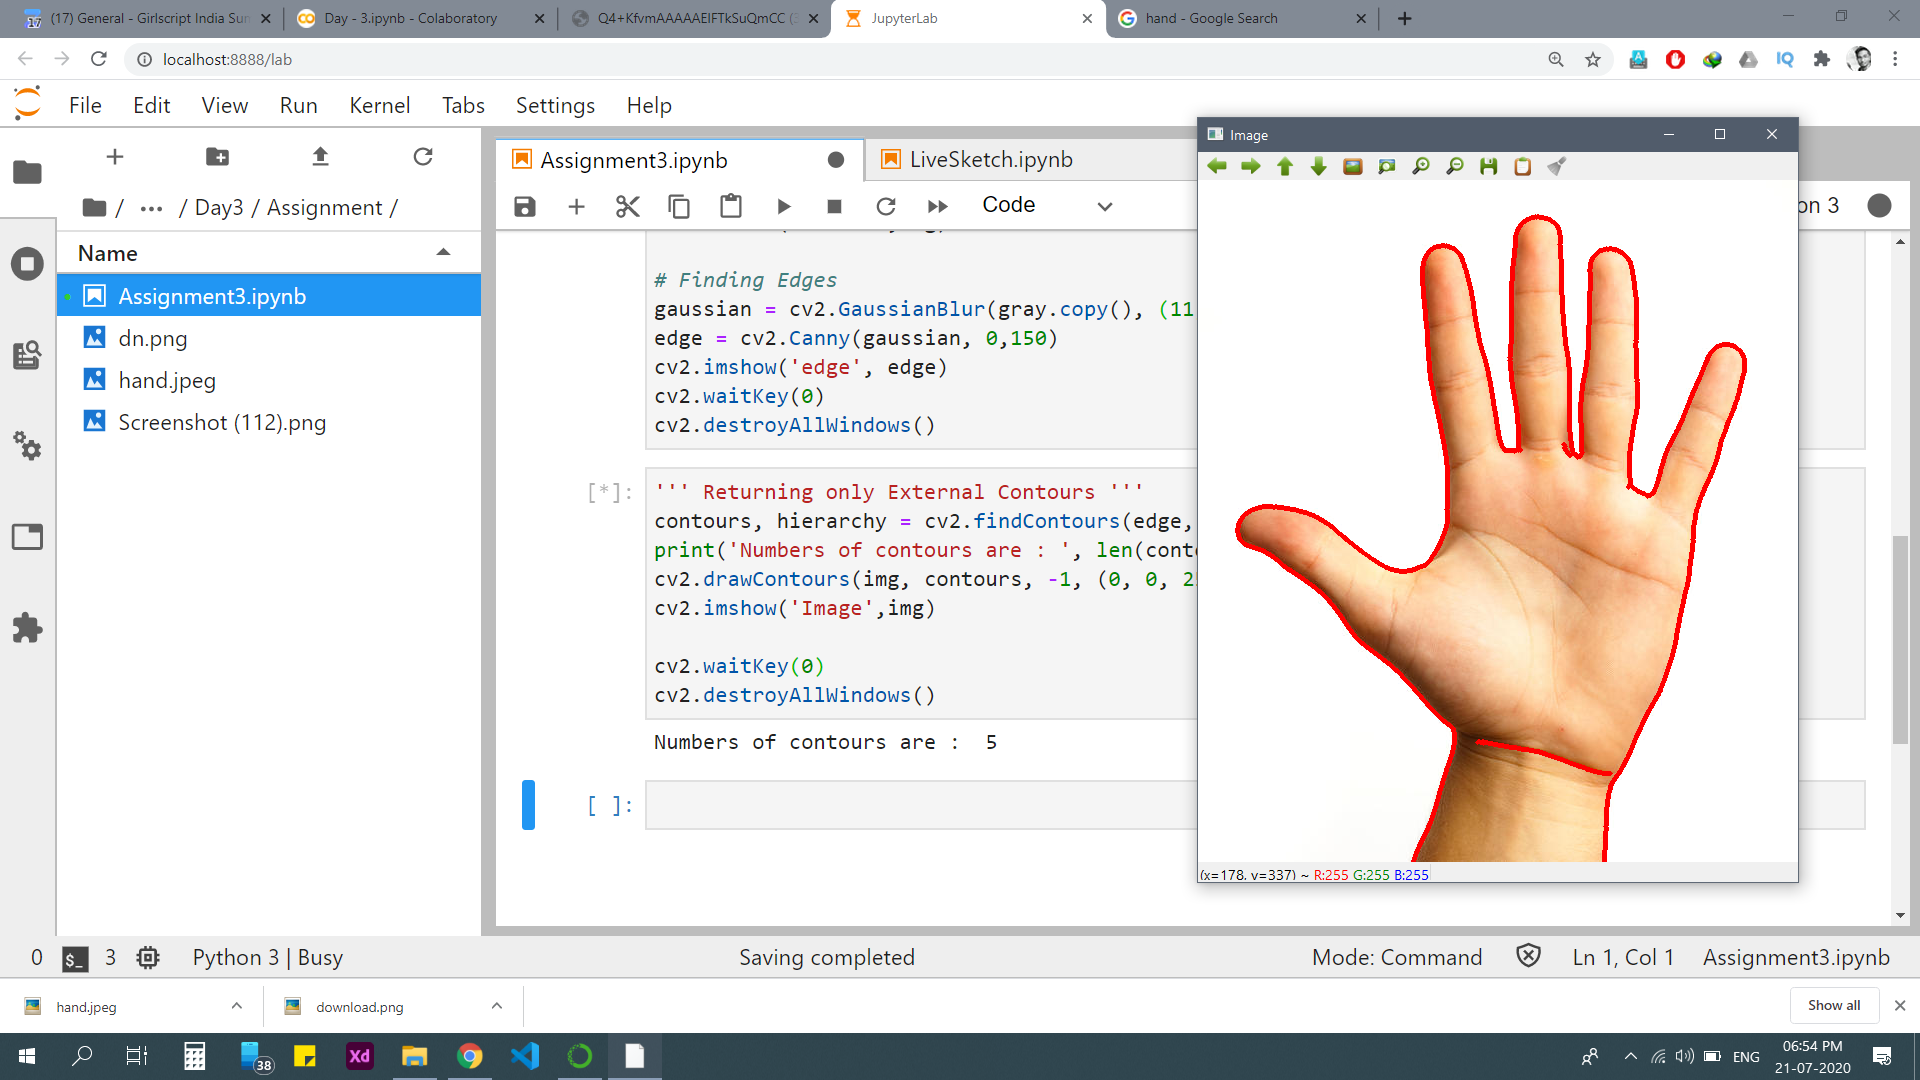 (17) General - Girlscript India Sun
Day - 3.ipynb - Colaboratory
Q4+KfvmAAAAAElFTkSuQmCC (3
JupyterLab
hand - Google Search
localhost:8888/lab
IQ
File Edit View Run Kernel Tabs Settings Help
/ ··· / Day3 / Assignment /
Name
Assignment3.ipynb
dn.png
hand.jpeg
Screenshot (112).png
Assignment3.ipynb
LiveSketch.ipynb
Code
on 3
# Finding Edges
gaussian = cv2.GaussianBlur(gray.copy(), (11
edge = cv2.Canny(gaussian, 0,150)
cv2.imshow('edge', edge)
cv2.waitKey(0)
cv2.destroyAllWindows()
[*]:
''' Returning only External Contours '''
contours, hierarchy = cv2.findContours(edge,
print('Numbers of contours are : ', len(cont
cv2.drawContours(img, contours, -1, (0, 0, 2
cv2.imshow('Image',img)
cv2.waitKey(0)
cv2.destroyAllWindows()
Numbers of contours are :  5
[ ]:
Image
(x=178, y=337) ~ R:255 G:255 B:255
0 $_ 3 Python 3 | Busy
Saving completed
Mode: Command
Ln 1, Col 1
Assignment3.ipynb
hand.jpeg
download.png
Show all
38
Xd
ENG
06:54 PM
21-07-2020